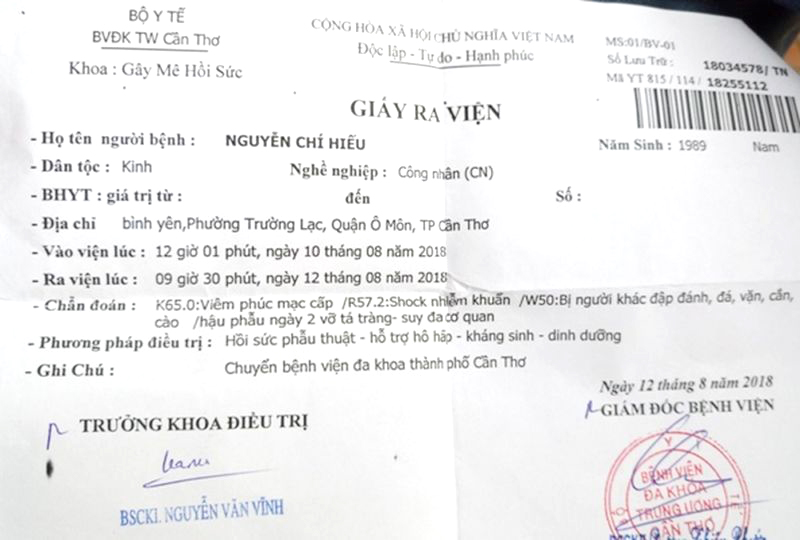 BỘ Y TẾ
BVĐK TW Cần Thơ
Khoa : Gây Mê Hồi Sức
CỘNG HÒA XÃ HỘI CHỦ NGHĨA VIỆT NAM
Độc lập - Tự do - Hạnh phúc
MS:01/BV-01
Số Lưu Trữ : 18034578/ TN
Mã YT 815 / 114 / 18255112
GIẤY RA VIỆN
- Họ tên người bệnh : NGUYỄN CHÍ HIẾU Năm Sinh : 1989 Nam
- Dân tộc : Kinh Nghề nghiệp : Công nhân (CN)
- BHYT : giá trị từ : đến Số :
- Địa chỉ bình yên,Phường Trường Lạc, Quận Ô Môn, TP Cần Thơ
- Vào viện lúc : 12 giờ 01 phút, ngày 10 tháng 08 năm 2018
- Ra viện lúc : 09 giờ 30 phút, ngày 12 tháng 08 năm 2018
- Chẩn đoán : K65.0:Viêm phúc mạc cấp /R57.2:Shock nhiễm khuẩn /W50:Bị người khác đập đánh, đá, vặn, cắn,
cào /hậu phẫu ngày 2 vỡ tá tràng- suy đa cơ quan
- Phương pháp điều trị : Hồi sức phẫu thuật - hỗ trợ hô hấp - kháng sinh - dinh dưỡng
- Ghi Chú : Chuyển bệnh viện đa khoa thành phố Cần Thơ
Ngày 12 tháng 8 năm 2018
TRƯỞNG KHOA ĐIỀU TRỊ
GIÁM ĐỐC BỆNH VIỆN
BỆNH VIỆN
ĐA KHOA
TRUNG ƯƠNG
CẦN THƠ
BSCKI. NGUYỄN VĂN VĨNH